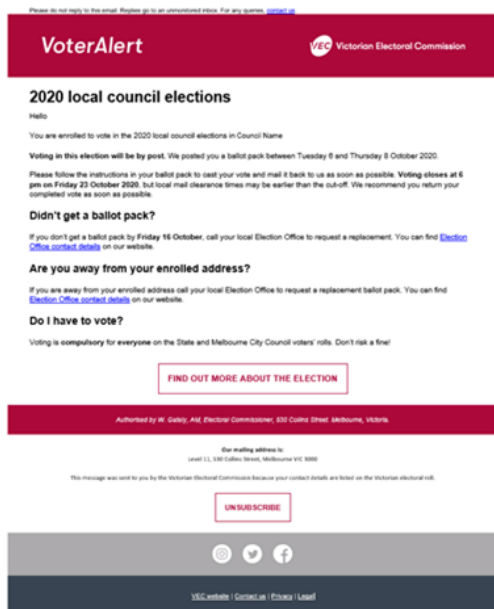 Please do not reply to this email. Replies go to an unmonitored inbox. For any queries, contact us.
VoterAlert
VEC Victorian Electoral Commission
2020 local council elections
Hello
You are enrolled to vote in the 2020 local council elections in Council Name
Voting in this election will be by post. We posted you a ballot pack between Tuesday 6 and Thursday 8 October 2020.
Please follow the instructions in your ballot pack to cast your vote and mail it back to us as soon as possible. Voting closes at 6
pm on Friday 23 October 2020, but local mail clearance times may be earlier than the cut-off. We recommend you return your
completed vote as soon as possible.
Didn't get a ballot pack?
If you don't get a ballot pack by Friday 16 October, call your local Election Office to request a replacement. You can find Election
Office contact details on our website.
Are you away from your enrolled address?
If you are away from your enrolled address call your local Election Office to request a replacement ballot pack. You can find
Election Office contact details on our website.
Do I have to vote?
Voting is compulsory for everyone on the State and Melbourne City Council voters' rolls. Don't risk a fine!
FIND OUT MORE ABOUT THE ELECTION
Authorised by W. Gately, AM, Electoral Commissioner, 530 Collins Street. Melbourne, Victoria.
Our mailing address is:
Level 11, 530 Collins Street, Melbourne VIC 3000
This message was sent to you by the Victorian Electoral Commission because your contact details are listed on the Victorian electoral roll.
UNSUBSCRIBE
VEC website | Contact us | Privacy | Legal